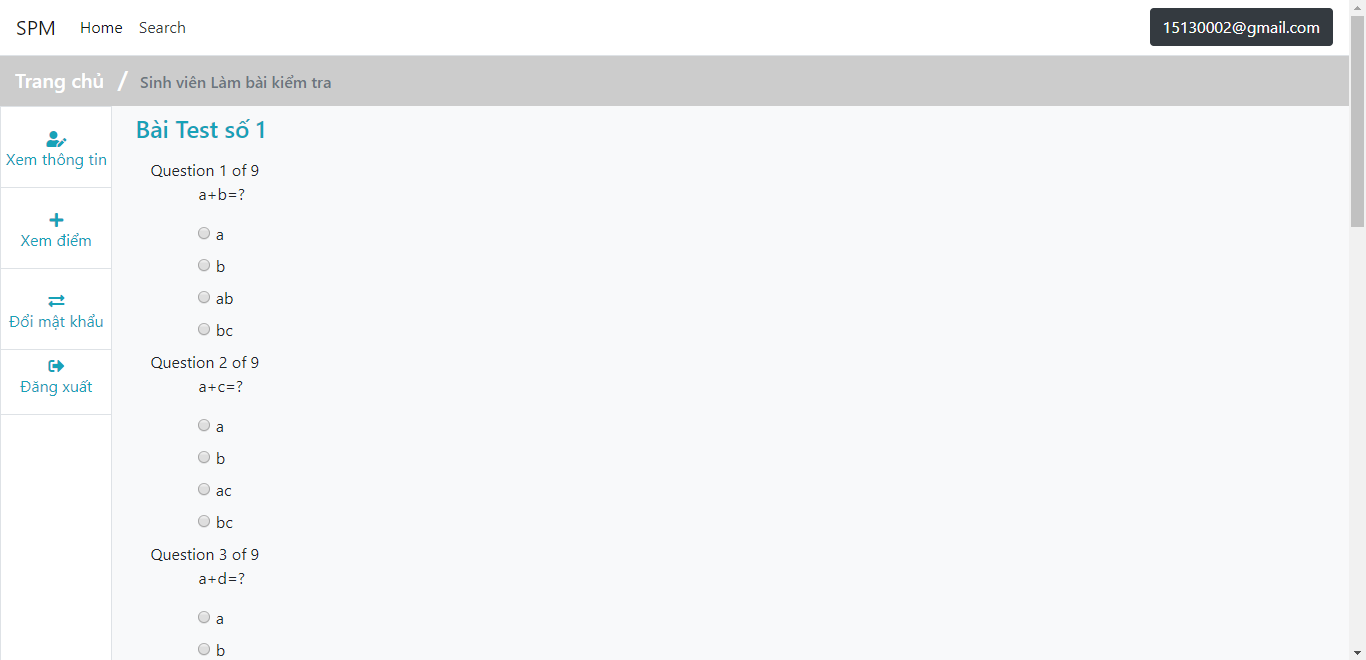 SPM Home Search 15130002@gmail.com
Trang chủ / Sinh viên Làm bài kiểm tra
Xem thông tin
Xem điểm
Đổi mật khẩu
Đăng xuất
Bài Test số 1
Question 1 of 9
a+b=?
a
b
ab
bc
Question 2 of 9
a+c=?
a
b
ac
bc
Question 3 of 9
a+d=?
a
b